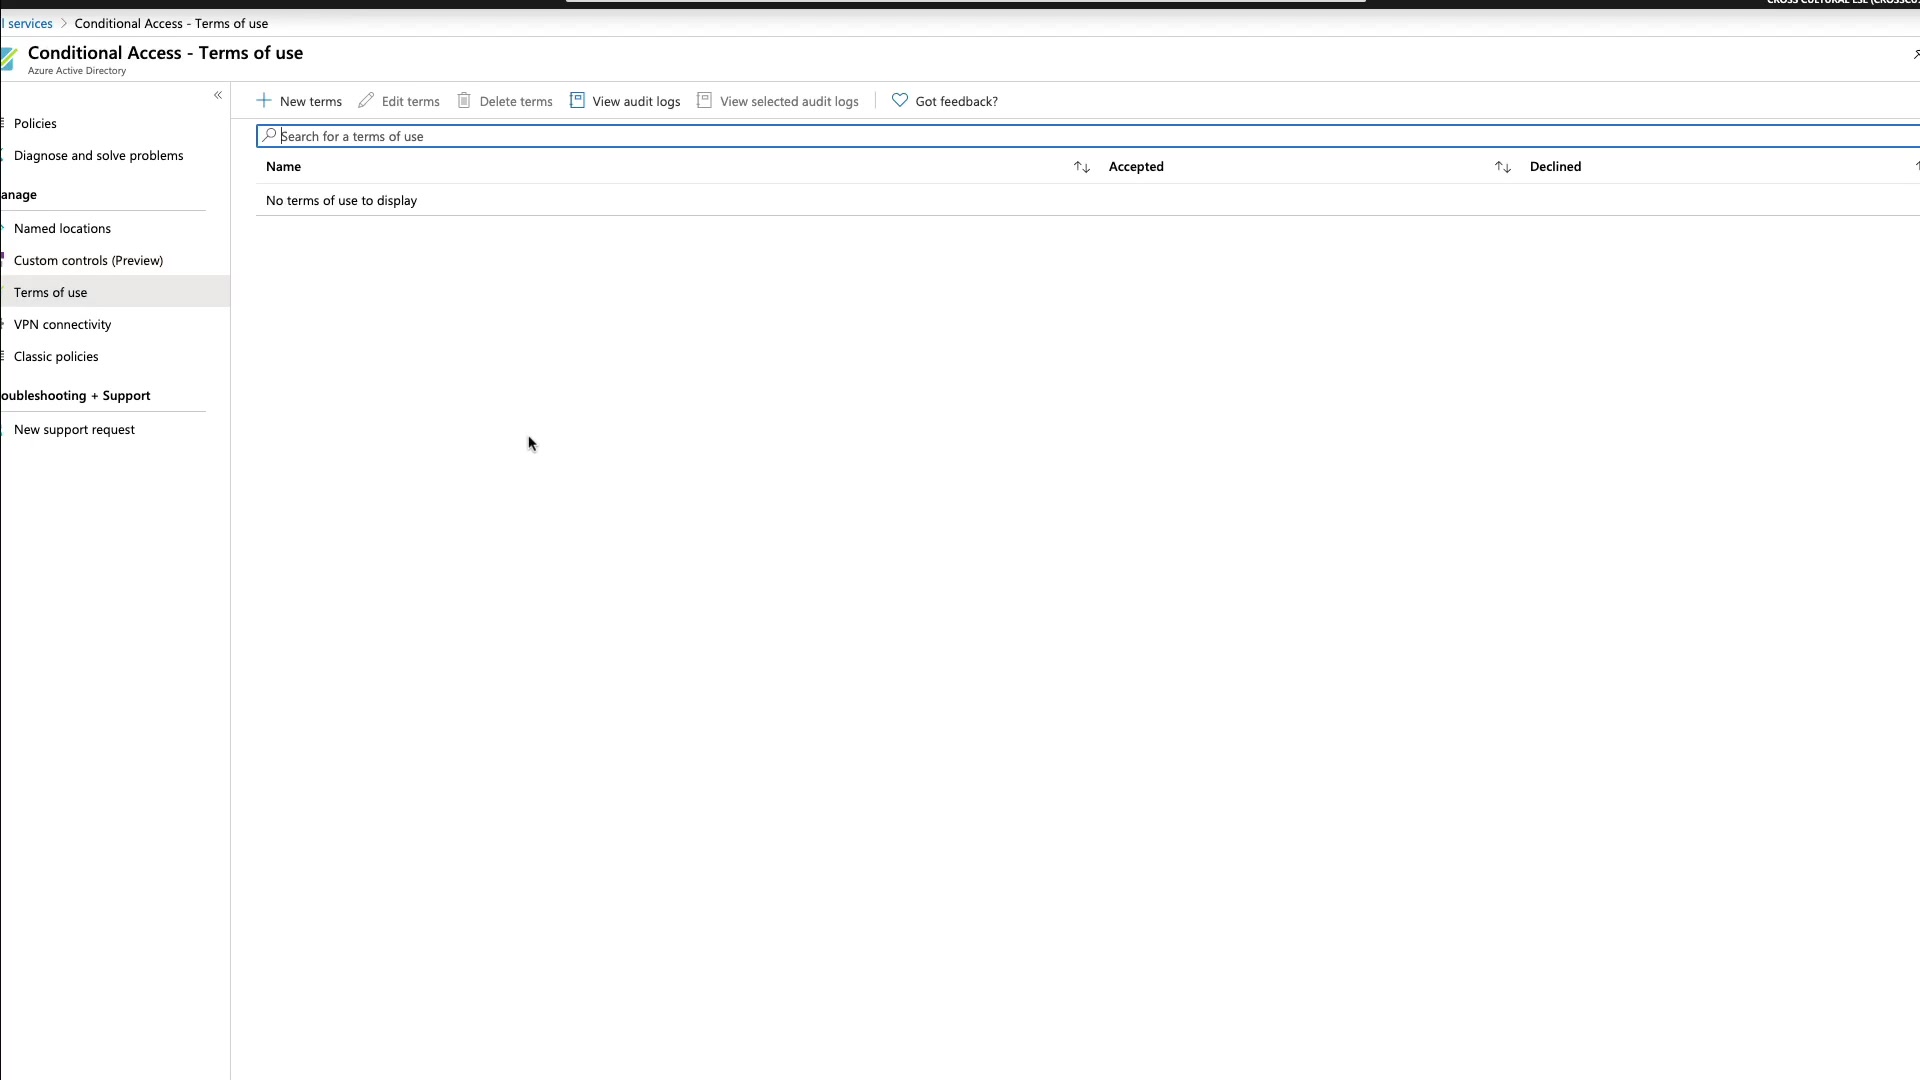 l services > Conditional Access - Terms of use
Conditional Access - Terms of use
Azure Active Directory
«
New terms Edit terms Delete terms View audit logs View selected audit logs Got feedback?
Search for a terms of use
Policies
Diagnose and solve problems
anage
Named locations
Custom controls (Preview)
Terms of use
VPN connectivity
Classic policies
oubleshooting + Support
New support request
Name Accepted Declined
No terms of use to display